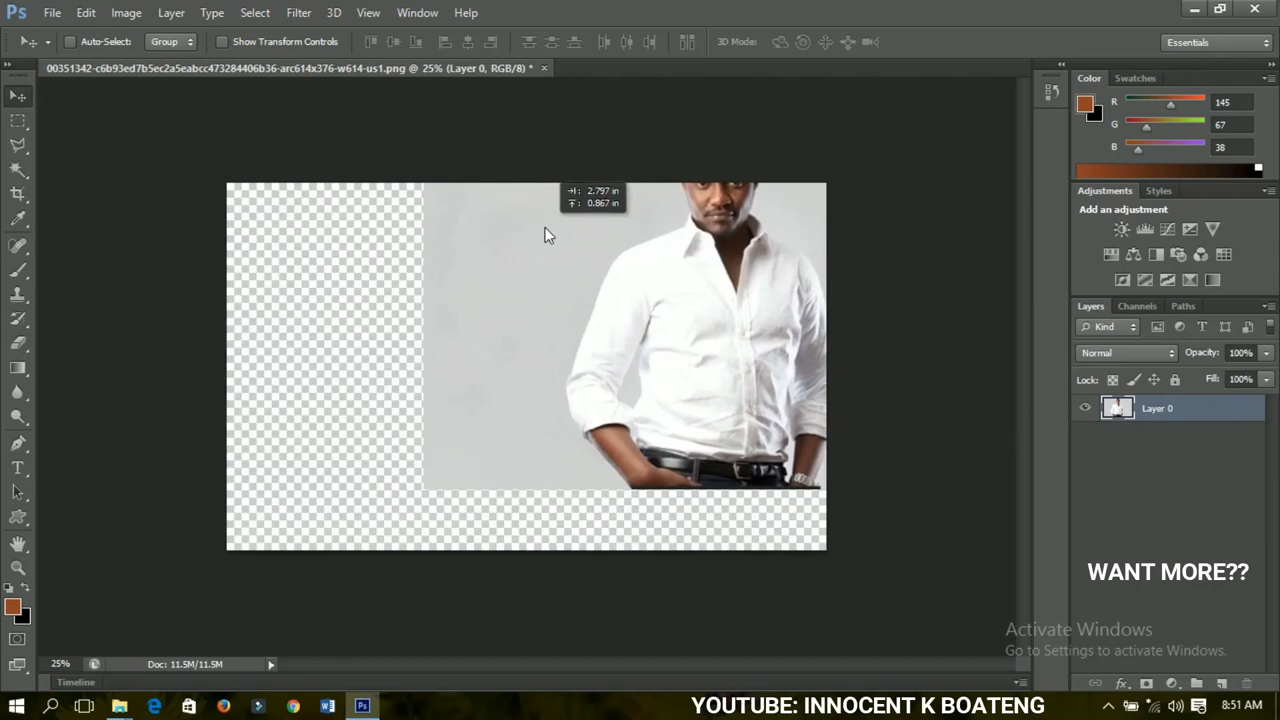 Ps File Edit Image Layer Type Select Filter 3D View Window Help
Auto-Select: Group Show Transform Controls 3D Mode: Essentials
00351342-c6b93ed7b5ec2a5eabcc473284406b36-arc614x376-w614-us1.png @ 25% (Layer 0, RGB/8) * ×
Color Swatches
R 145
G 67
B 38
Adjustments Styles
Add an adjustment
→|: 2.797 in
0.867 in
Layers Channels Paths
Kind
Normal Opacity: 100%
Lock: Fill: 100%
Layer 0
WANT MORE??
Activate Windows
Go to Settings to activate Windows.
25% Doc: 11.5M/11.5M
Timeline
YOUTUBE: INNOCENT K BOATENG
8:51 AM